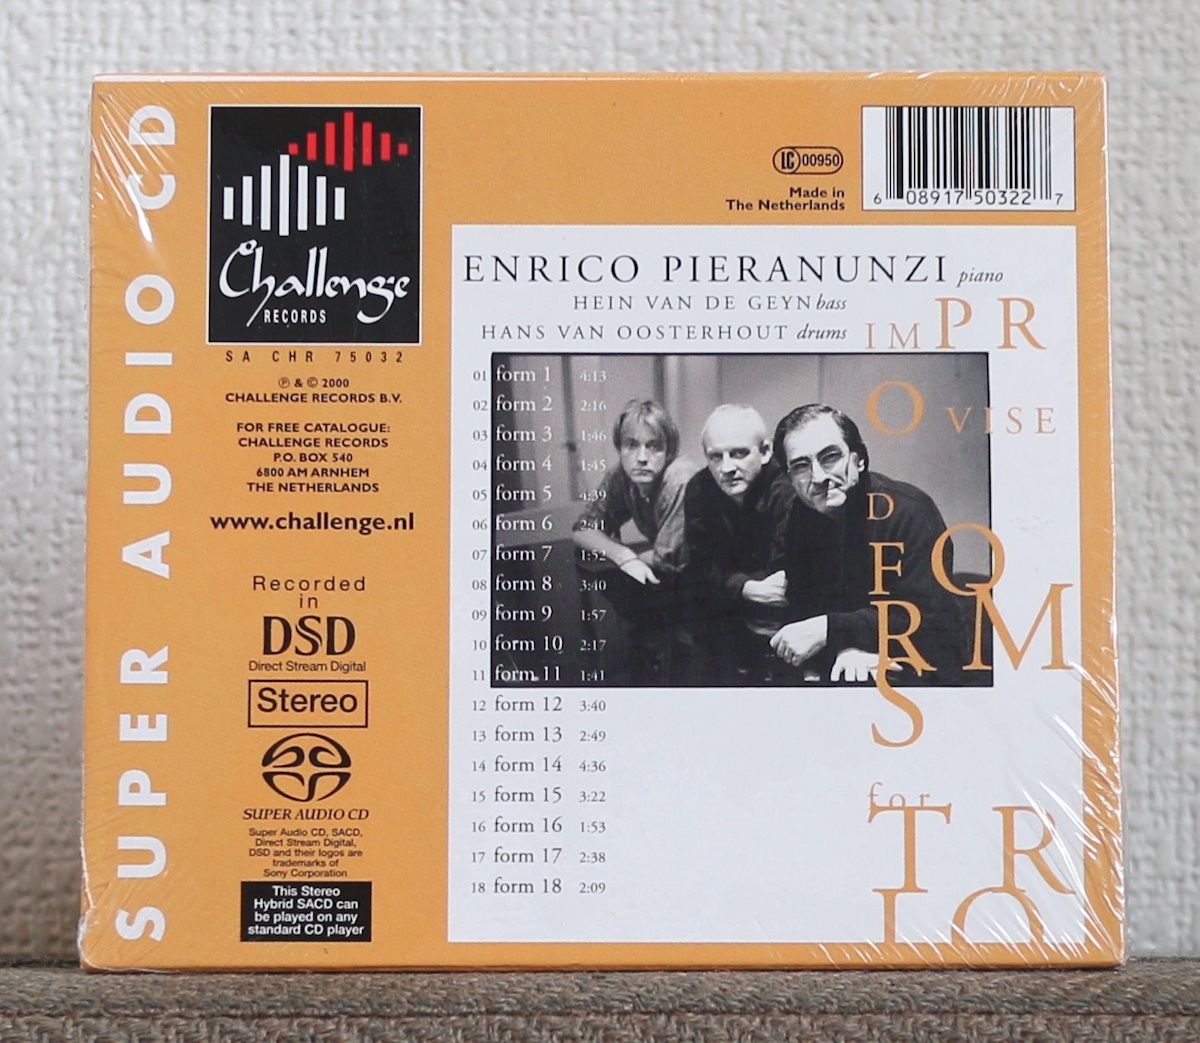 SUPER AUDIO CD
Challenge
RECORDS
SA CHR 75032
℗ & © 2000
CHALLENGE RECORDS B.V.
FOR FREE CATALOGUE:
CHALLENGE RECORDS
P.O. BOX 540
6800 AM ARNHEM
THE NETHERLANDS
www.challenge.nl
Recorded
in
DSD
Direct Stream Digital
Stereo
SUPER AUDIO CD
Super Audio CD, SACD,
Direct Stream Digital,
DSD and their logos are
trademarks of
Sony Corporation
This Stereo
Hybrid SACD can
be played on any
standard CD player
LC 00950
Made in
The Netherlands
6 08917 50322 7
ENRICO PIERANUNZI piano
HEIN VAN DE GEYN bass
HANS VAN OOSTERHOUT drums
01 form 1 4:13
02 form 2 2:16
03 form 3 1:46
04 form 4 1:45
05 form 5 4:39
06 form 6 2:41
07 form 7 1:52
08 form 8 3:40
09 form 9 1:57
10 form 10 2:17
11 form 11 1:41
12 form 12 3:40
13 form 13 2:49
14 form 14 4:36
15 form 15 3:22
16 form 16 1:53
17 form 17 2:38
18 form 18 2:09
IMPR
OVISE
D
FO
RM
S
for
TR
IO